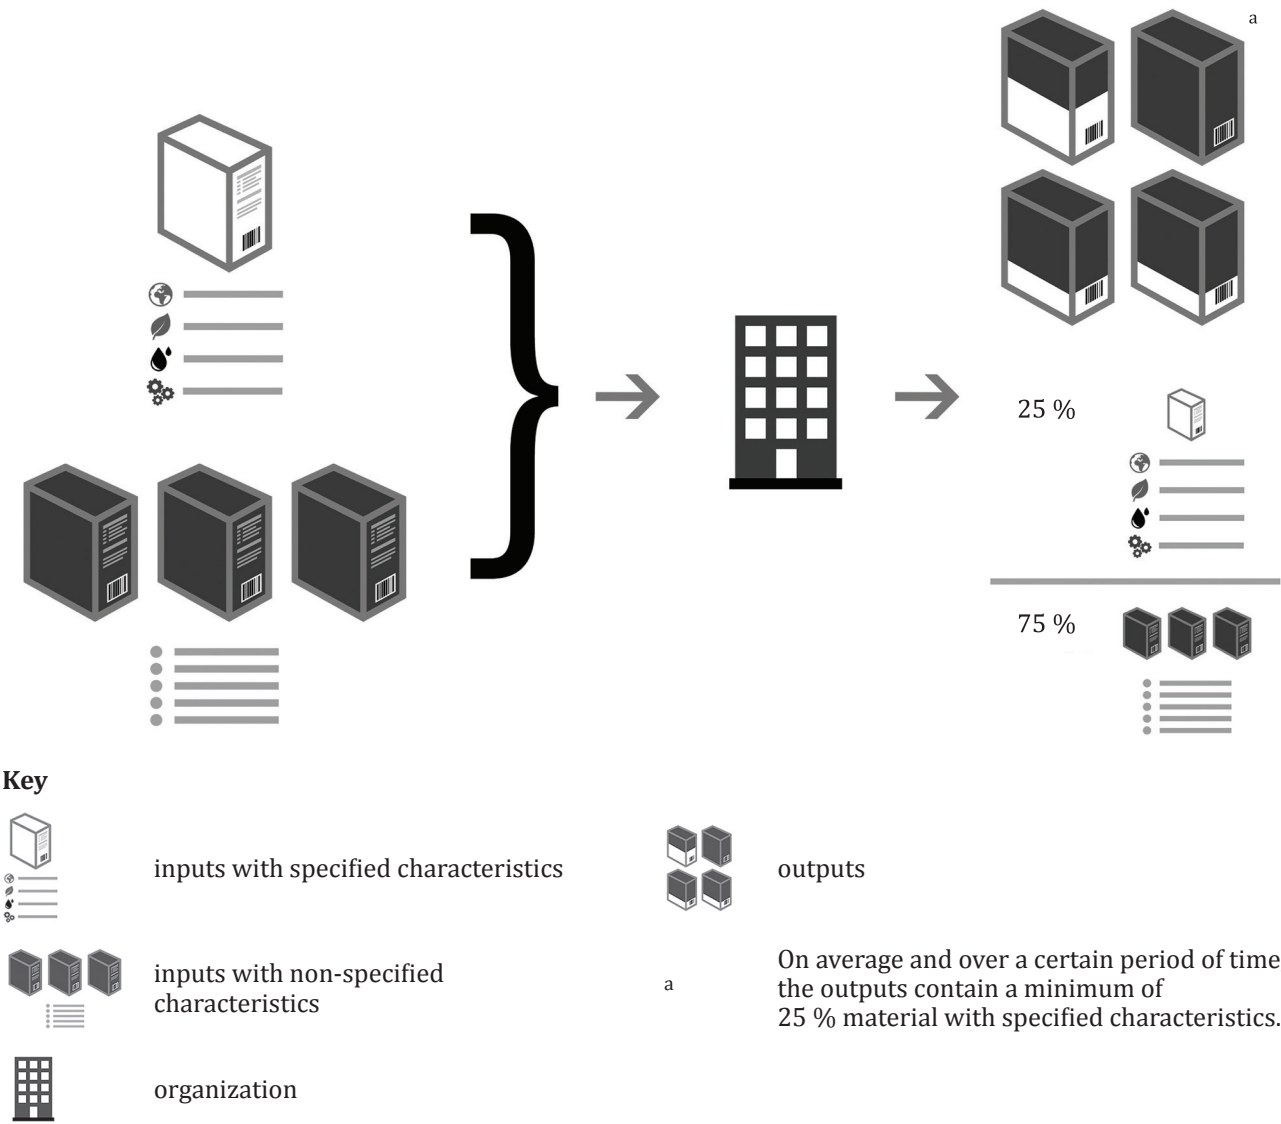 a
25 %
75 %
Key
inputs with specified characteristics
outputs
inputs with non-specified
characteristics
a
On average and over a certain period of time
the outputs contain a minimum of
25 % material with specified characteristics.
organization